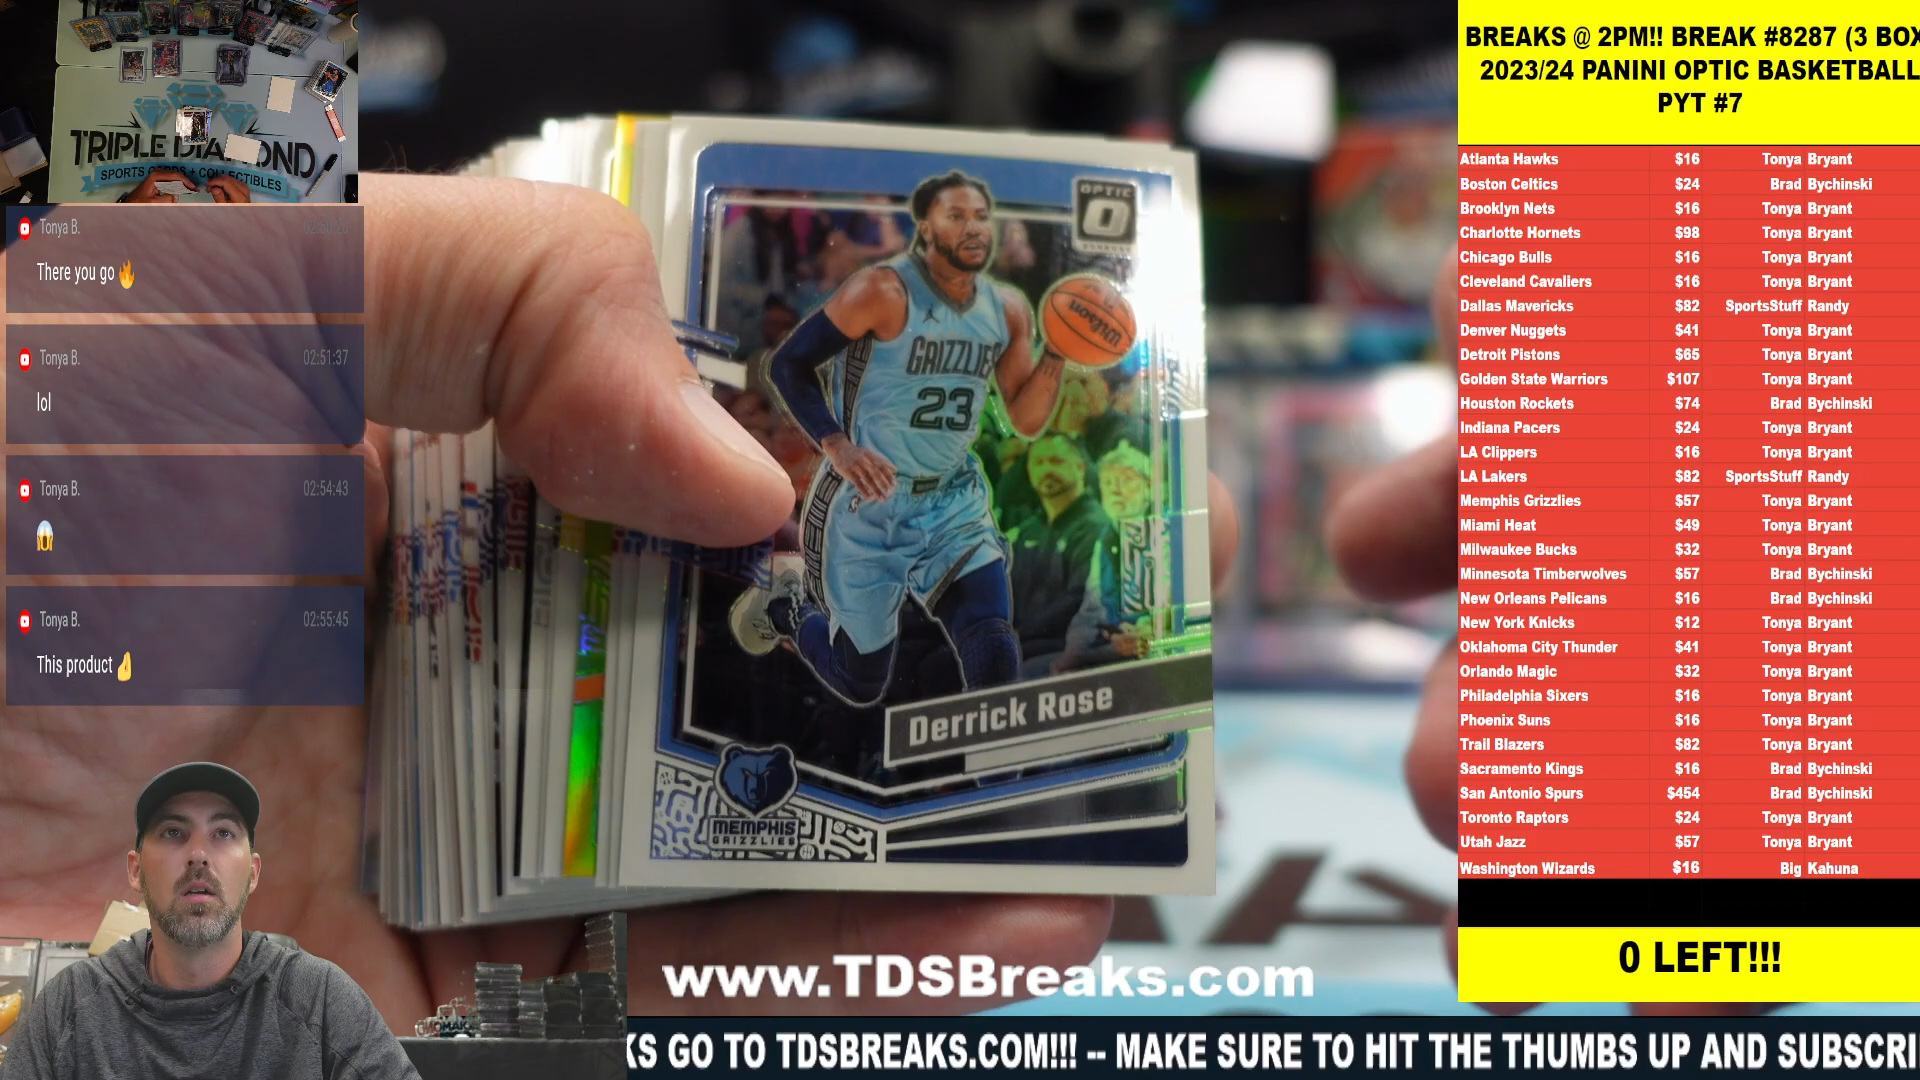 TRIPLE DIAMOND
SPORTS CARDS + COLLECTIBLES
Tonya B.
There you go 🔥
Tonya B. 02:51:37
lol
Tonya B. 02:54:43
😱
Tonya B. 02:55:45
This product 🤌
OPTIC
DONRUSS
Wilson
GRIZZLIES
23
Derrick Rose
MEMPHIS
GRIZZLIES
www.TDSBreaks.com
BREAKS @ 2PM!! BREAK #8287 (3 BOX
2023/24 PANINI OPTIC BASKETBALL
PYT #7
Atlanta Hawks $16 Tonya Bryant
Boston Celtics $24 Brad Bychinski
Brooklyn Nets $16 Tonya Bryant
Charlotte Hornets $98 Tonya Bryant
Chicago Bulls $16 Tonya Bryant
Cleveland Cavaliers $16 Tonya Bryant
Dallas Mavericks $82 SportsStuff Randy
Denver Nuggets $41 Tonya Bryant
Detroit Pistons $65 Tonya Bryant
Golden State Warriors $107 Tonya Bryant
Houston Rockets $74 Brad Bychinski
Indiana Pacers $24 Tonya Bryant
LA Clippers $16 Tonya Bryant
LA Lakers $82 SportsStuff Randy
Memphis Grizzlies $57 Tonya Bryant
Miami Heat $49 Tonya Bryant
Milwaukee Bucks $32 Tonya Bryant
Minnesota Timberwolves $57 Brad Bychinski
New Orleans Pelicans $16 Brad Bychinski
New York Knicks $12 Tonya Bryant
Oklahoma City Thunder $41 Tonya Bryant
Orlando Magic $32 Tonya Bryant
Philadelphia Sixers $16 Tonya Bryant
Phoenix Suns $16 Tonya Bryant
Trail Blazers $82 Tonya Bryant
Sacramento Kings $16 Brad Bychinski
San Antonio Spurs $454 Brad Bychinski
Toronto Raptors $24 Tonya Bryant
Utah Jazz $57 Tonya Bryant
Washington Wizards $16 Big Kahuna
0 LEFT!!!
KS GO TO TDSBREAKS.COM!!! -- MAKE SURE TO HIT THE THUMBS UP AND SUBSCRI